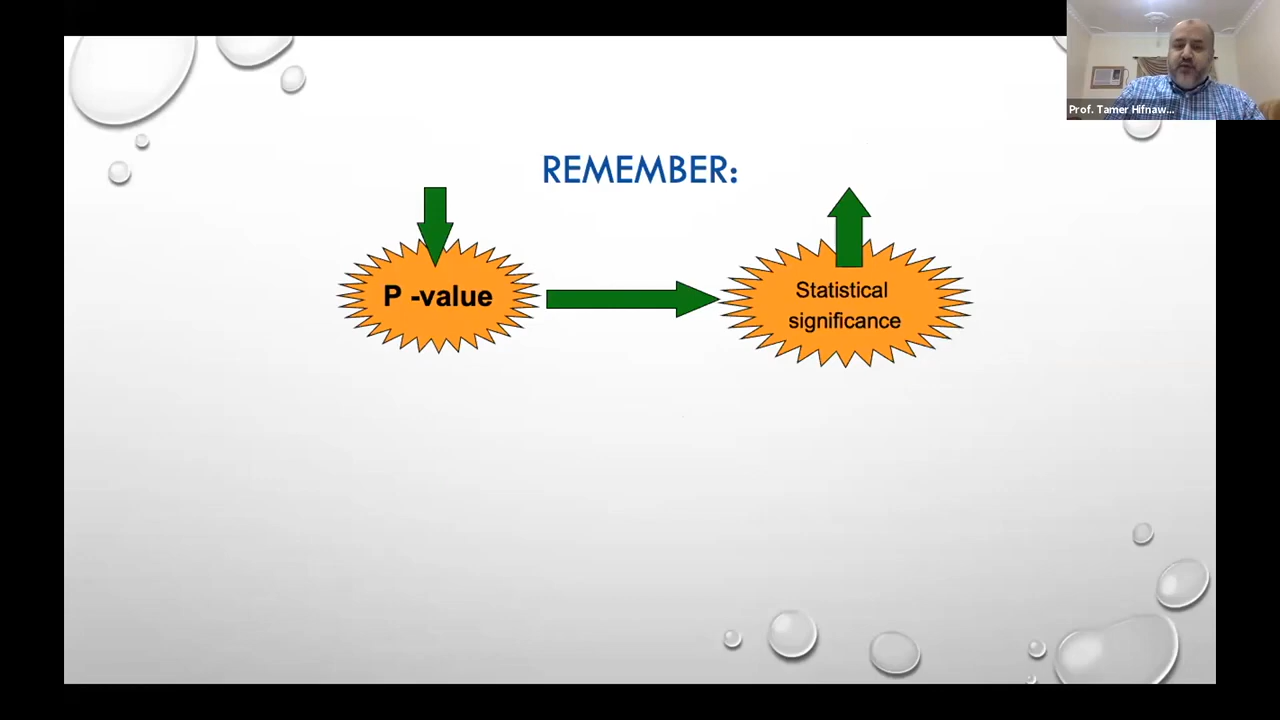 Prof. Tamer Hifnaw...
REMEMBER:
P -value
Statistical
significance